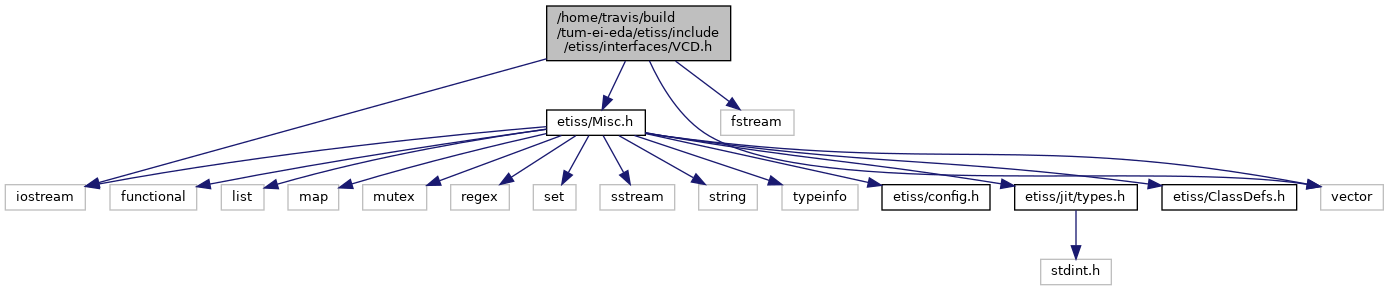 /home/travis/build
/tum-ei-eda/etiss/include
/etiss/interfaces/VCD.h
etiss/Misc.h
fstream
iostream
functional
list
map
mutex
regex
set
sstream
string
typeinfo
etiss/config.h
etiss/jit/types.h
etiss/ClassDefs.h
vector
stdint.h